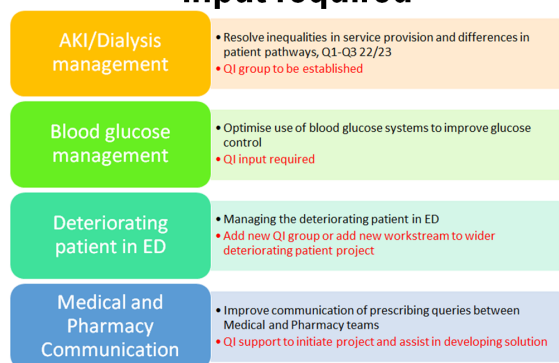 input required
AKI/Dialysis
management
• Resolve inequalities in service provision and differences in
patient pathways, Q1-Q3 22/23
• QI group to be established
Blood glucose
management
• Optimise use of blood glucose systems to improve glucose
control
• QI input required
Deteriorating
patient in ED
• Managing the deteriorating patient in ED
• Add new QI group or add new workstream to wider
deteriorating patient project
Medical and
Pharmacy
Communication
• Improve communication of prescribing queries between
Medical and Pharmacy teams
• QI support to initiate project and assist in developing solution